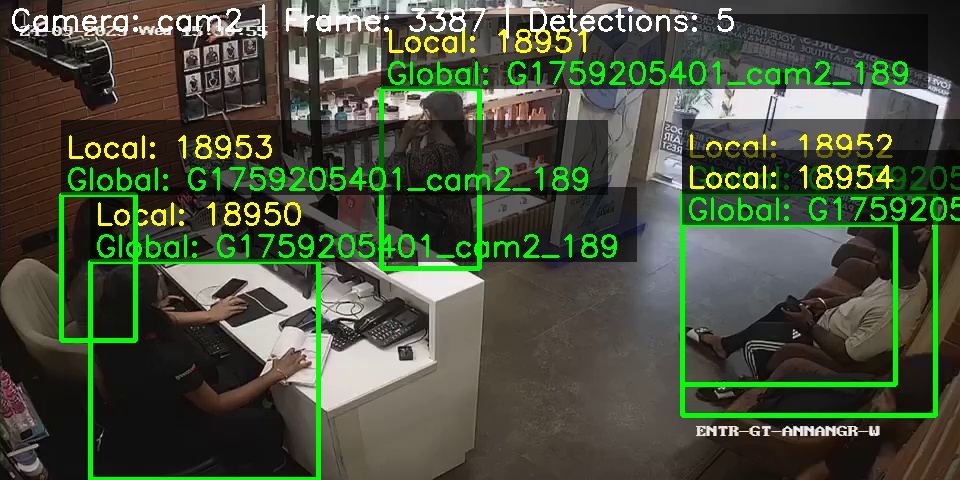 Camera: cam2 | Frame: 3387 | Detections: 5
Local: 18951
Global: G1759205401_cam2_189
Local: 18953
Global: G1759205401_cam2_189
Local: 18952
Local: 18954
Global: G1759205
Local: 18950
Global: G1759205401_cam2_189
ENTR-GT-ANNANGR-W